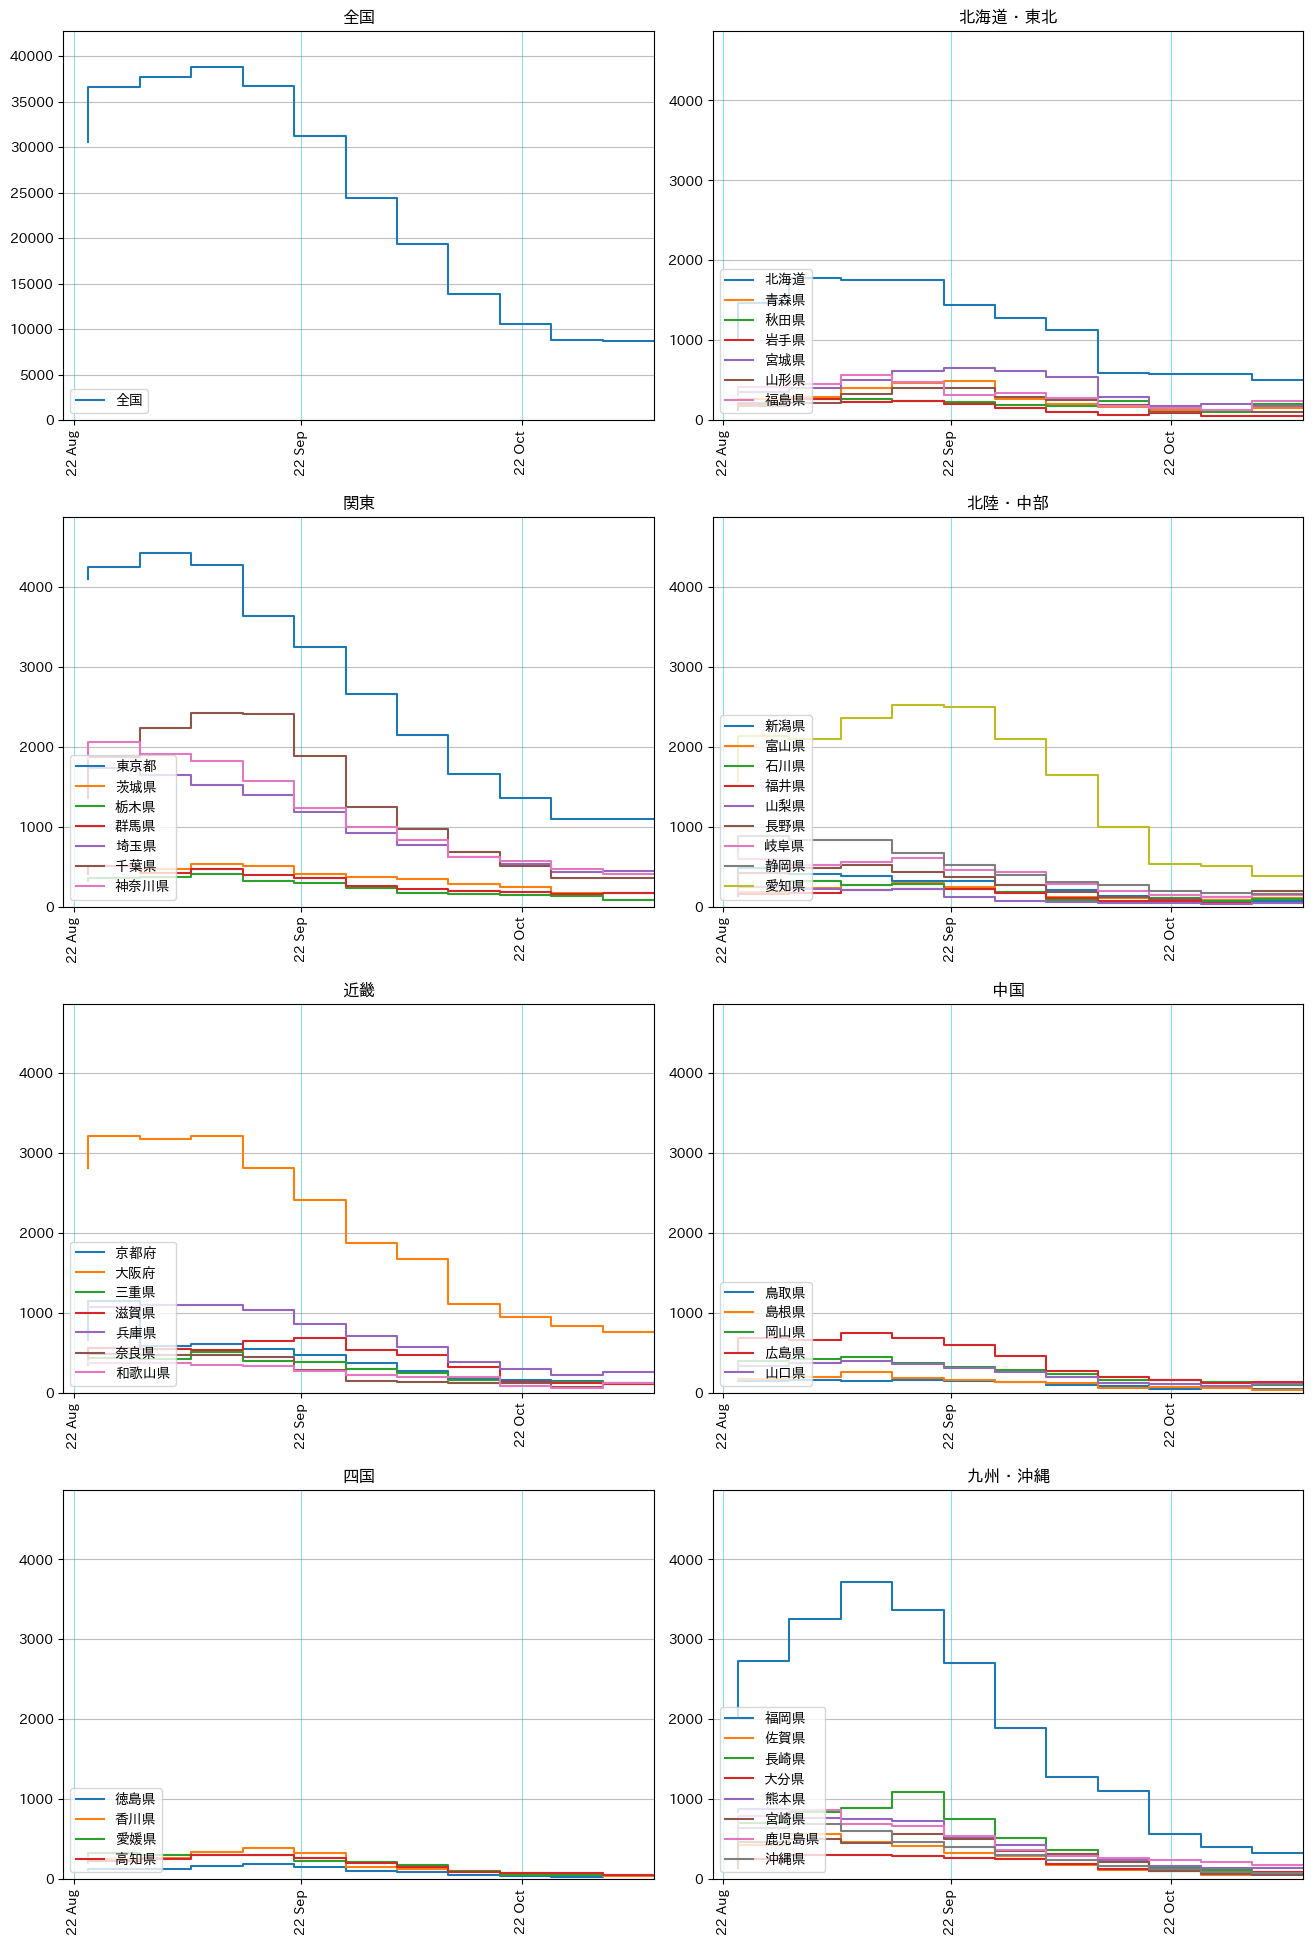 全国
40000
35000
30000
25000
20000
15000
10000
5000
0
全国
22 Aug
22 Sep
22 Oct
北海道・東北
4000
3000
2000
1000
0
北海道
青森県
秋田県
岩手県
宮城県
山形県
福島県
22 Aug
22 Sep
22 Oct
関東
4000
3000
2000
1000
0
東京都
茨城県
栃木県
群馬県
埼玉県
千葉県
神奈川県
22 Aug
22 Sep
22 Oct
北陸・中部
4000
3000
2000
1000
0
新潟県
富山県
石川県
福井県
山梨県
長野県
岐阜県
静岡県
愛知県
22 Aug
22 Sep
22 Oct
近畿
4000
3000
2000
1000
0
京都府
大阪府
三重県
滋賀県
兵庫県
奈良県
和歌山県
22 Aug
22 Sep
22 Oct
中国
4000
3000
2000
1000
0
鳥取県
島根県
岡山県
広島県
山口県
22 Aug
22 Sep
22 Oct
四国
4000
3000
2000
1000
0
徳島県
香川県
愛媛県
高知県
22 Aug
22 Sep
22 Oct
九州・沖縄
4000
3000
2000
1000
0
福岡県
佐賀県
長崎県
大分県
熊本県
宮崎県
鹿児島県
沖縄県
22 Aug
22 Sep
22 Oct